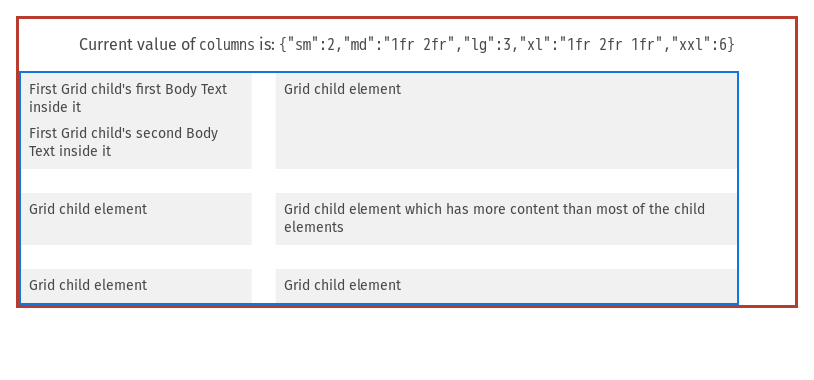 Current value of columns is: {"sm":2,"md":"1fr 2fr","lg":3,"xl":"1fr 2fr 1fr","xxl":6}
First Grid child's first Body Text
inside it
Grid child element
First Grid child's second Body
Text inside it
Grid child element
Grid child element which has more content than most of the child
elements
Grid child element
Grid child element